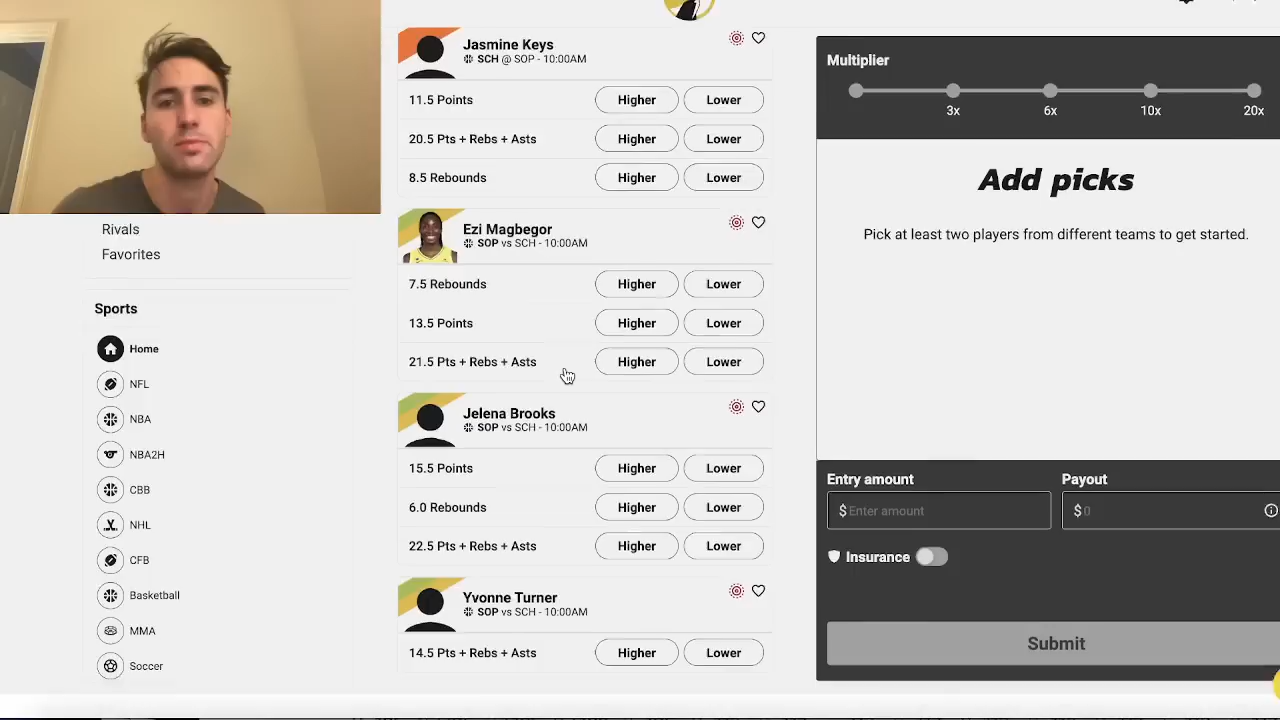 Jasmine Keys
SCH @ SOP - 10:00AM
11.5 Points
Higher
Lower
20.5 Pts + Rebs + Asts
Higher
Lower
8.5 Rebounds
Higher
Lower
Ezi Magbegor
SOP vs SCH - 10:00AM
7.5 Rebounds
Higher
Lower
13.5 Points
Higher
Lower
21.5 Pts + Rebs + Asts
Higher
Lower
Jelena Brooks
SOP vs SCH - 10:00AM
15.5 Points
Higher
Lower
6.0 Rebounds
Higher
Lower
22.5 Pts + Rebs + Asts
Higher
Lower
Yvonne Turner
SOP vs SCH - 10:00AM
14.5 Pts + Rebs + Asts
Higher
Lower
Rivals
Favorites
Sports
Home
NFL
NBA
NBA2H
CBB
NHL
CFB
Basketball
MMA
Soccer
Multiplier
3x
6x
10x
20x
Add picks
Pick at least two players from different teams to get started.
Entry amount
$ Enter amount
Payout
$ 0
Insurance
Submit